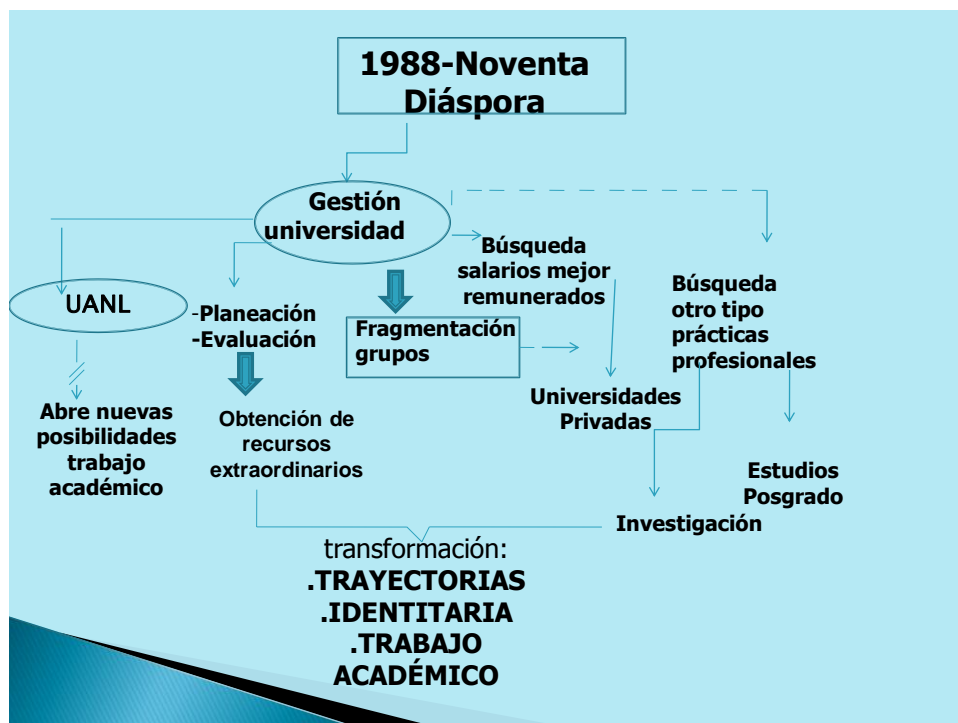 1988-Noventa
Diáspora
Gestión
universidad
Búsqueda
salarios mejor
remunerados
Búsqueda
otro tipo
prácticas
profesionales
UANL
-Planeación
-Evaluación
Fragmentación
grupos
Universidades
Privadas
Abre nuevas
posibilidades
trabajo
académico
Obtención de
recursos
extraordinarios
Estudios
Posgrado
Investigación
transformación:
.TRAYECTORIAS
.IDENTITARIA
.TRABAJO
ACADÉMICO